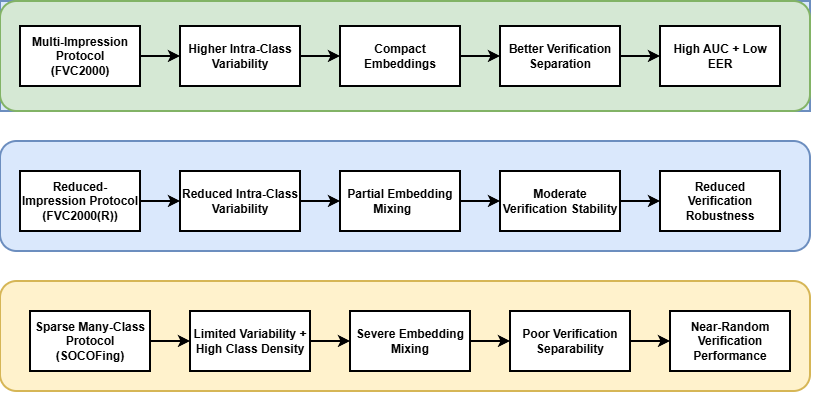 Multi-Impression
Protocol
(FVC2000)
Higher Intra-Class
Variability
Compact
Embeddings
Better Verification
Separation
High AUC + Low
EER
Reduced-
Impression Protocol
(FVC2000(R))
Reduced Intra-Class
Variability
Partial Embedding
Mixing
Moderate
Verification Stability
Reduced
Verification
Robustness
Sparse Many-Class
Protocol
(SOCOFing)
Limited Variability +
High Class Density
Severe Embedding
Mixing
Poor Verification
Separability
Near-Random
Verification
Performance